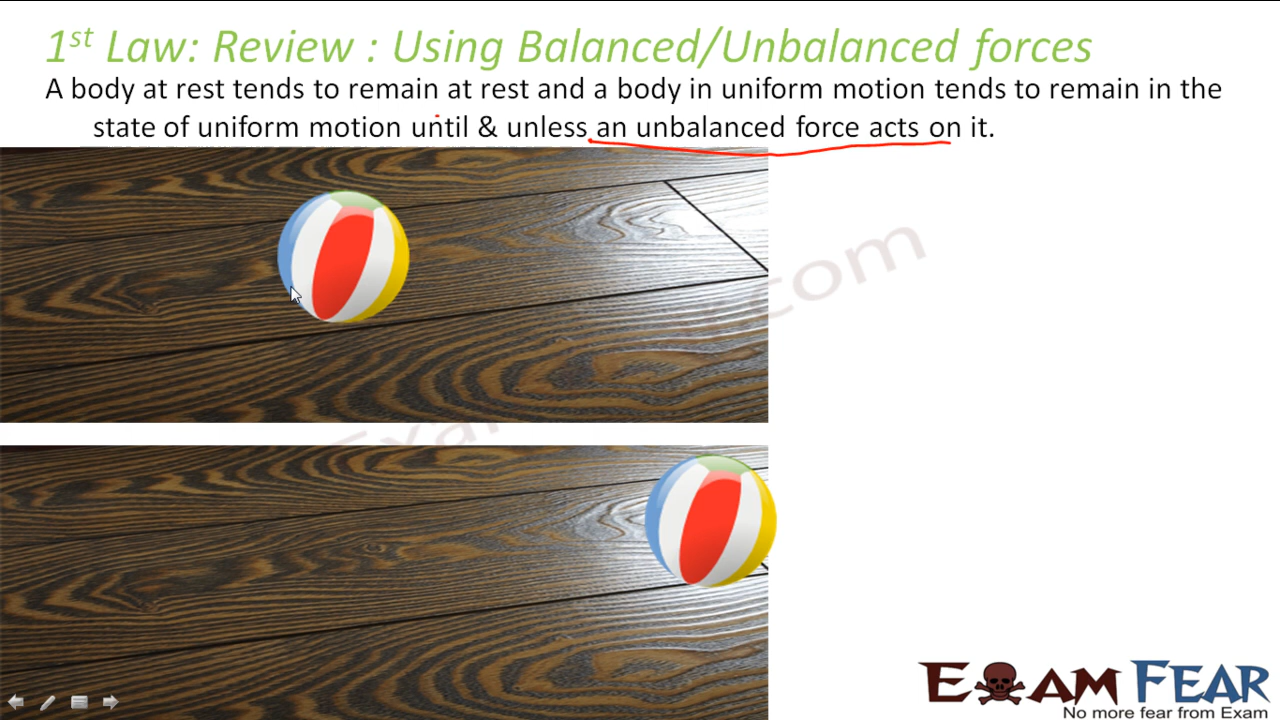 1st Law: Review : Using Balanced/Unbalanced forces
A body at rest tends to remain at rest and a body in uniform motion tends to remain in the
state of uniform motion until & unless an unbalanced force acts on it.
.com
Exa
EXAM FEAR
No more fear from Exam